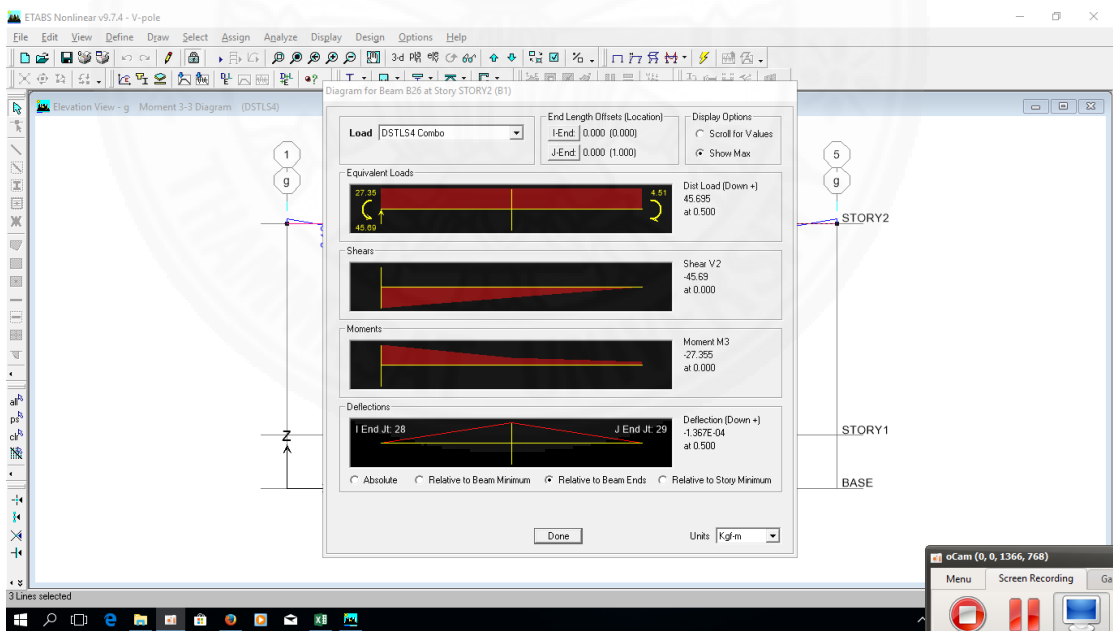 ETABS Nonlinear v9.7.4 - V-pole
File Edit View Define Draw Select Assign Analyze Display Design Options Help
3-d
Elevation View - g Moment 3-3 Diagram (DSTLS4)
Diagram for Beam B26 at Story STORY2 (B1)
Load DSTLS4 Combo
End Length Offsets (Location)
I-End: 0.000 (0.000)
J-End: 0.000 (1.000)
Display Options
Scroll for Values
Show Max
Equivalent Loads
27.35
4.51
45.69
Dist Load (Down +)
45.695
at 0.500
Shears
Shear V2
-45.69
at 0.000
Moments
Moment M3
-27.355
at 0.000
Deflections
I End Jt: 28
J End Jt: 29
Deflection (Down +)
-1.367E-04
at 0.500
Absolute
Relative to Beam Minimum
Relative to Beam Ends
Relative to Story Minimum
Done
Units Kgf-m
1
g
5
g
STORY2
STORY1
BASE
Z
all
ps
clr
3 Lines selected
oCam (0, 0, 1366, 768)
Menu
Screen Recording
Ga